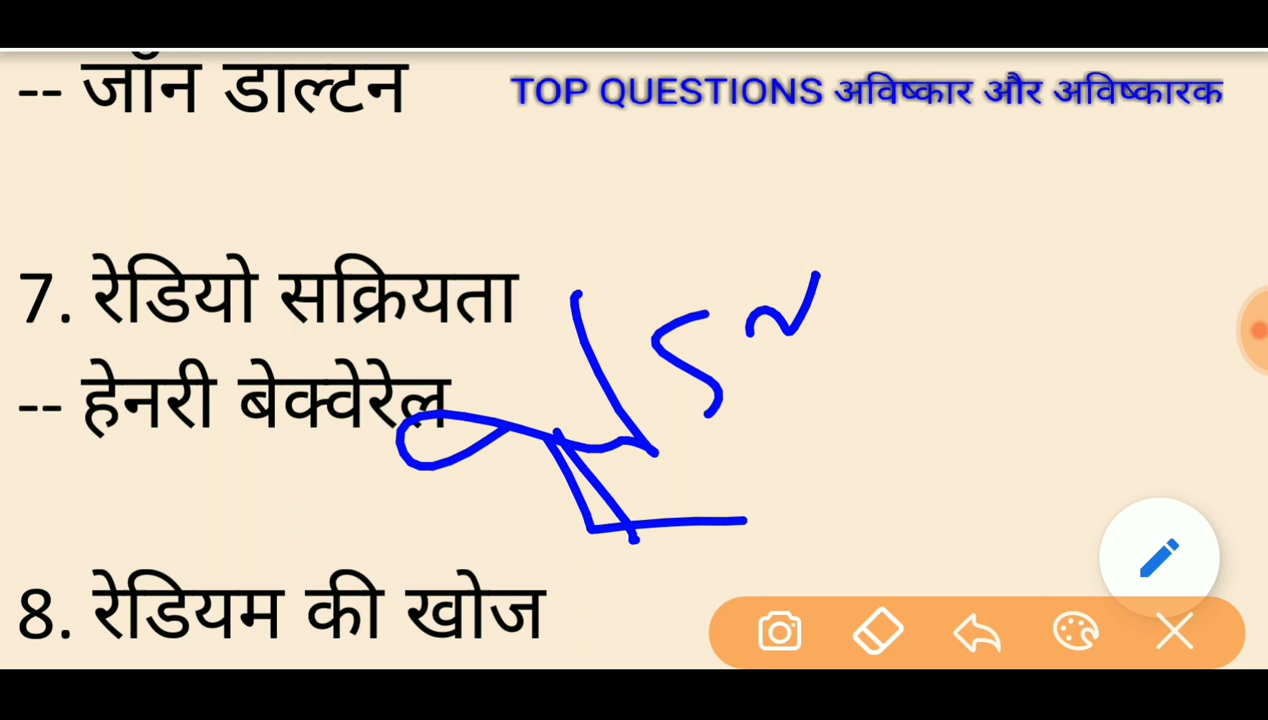 -- जॉन डाल्टन
TOP QUESTIONS अविष्कार और अविष्कारक
7. रेडियो सक्रियता
-- हेनरी बेक्वेरेल
8. रेडियम की खोज